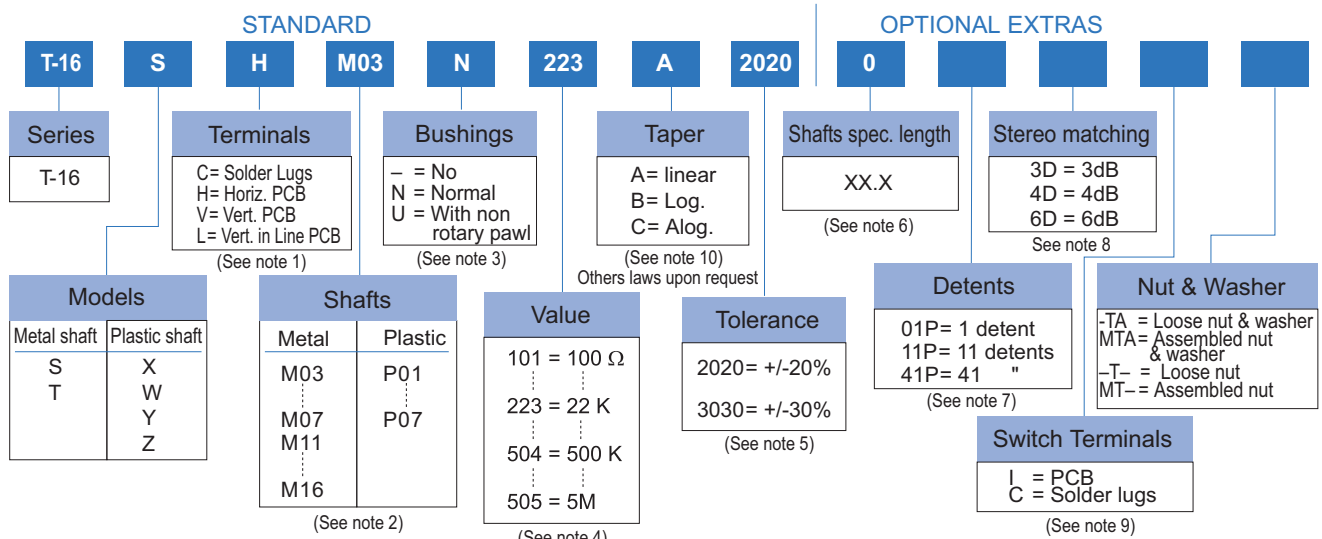 STANDARD
OPTIONAL EXTRAS
T-16 S H M03 N 223 A 2020 0
Series
T-16
Terminals
C= Solder Lugs
H= Horiz. PCB
V= Vert. PCB
L= Vert. in Line PCB
(See note 1)
Bushings
– = No
N = Normal
U = With non
rotary pawl
(See note 3)
Taper
A= linear
B= Log.
C= Alog.
(See note 10)
Others laws upon request
Shafts spec. length
XX.X
(See note 6)
Stereo matching
3D = 3dB
4D = 4dB
6D = 6dB
See note 8
Models
Metal shaft Plastic shaft
S X
T W
Y
Z
Shafts
Metal Plastic
M03 P01
M07 P07
M11
M16
(See note 2)
Value
101 = 100 Ω
223 = 22 K
504 = 500 K
505 = 5M
(See note 4)
Tolerance
2020= +/-20%
3030= +/-30%
(See note 5)
Detents
01P= 1 detent
11P= 11 detents
41P= 41 "
(See note 7)
Nut & Washer
-TA = Loose nut & washer
MTA= Assembled nut
& washer
–T– = Loose nut
MT– = Assembled nut
Switch Terminals
I = PCB
C = Solder lugs
(See note 9)